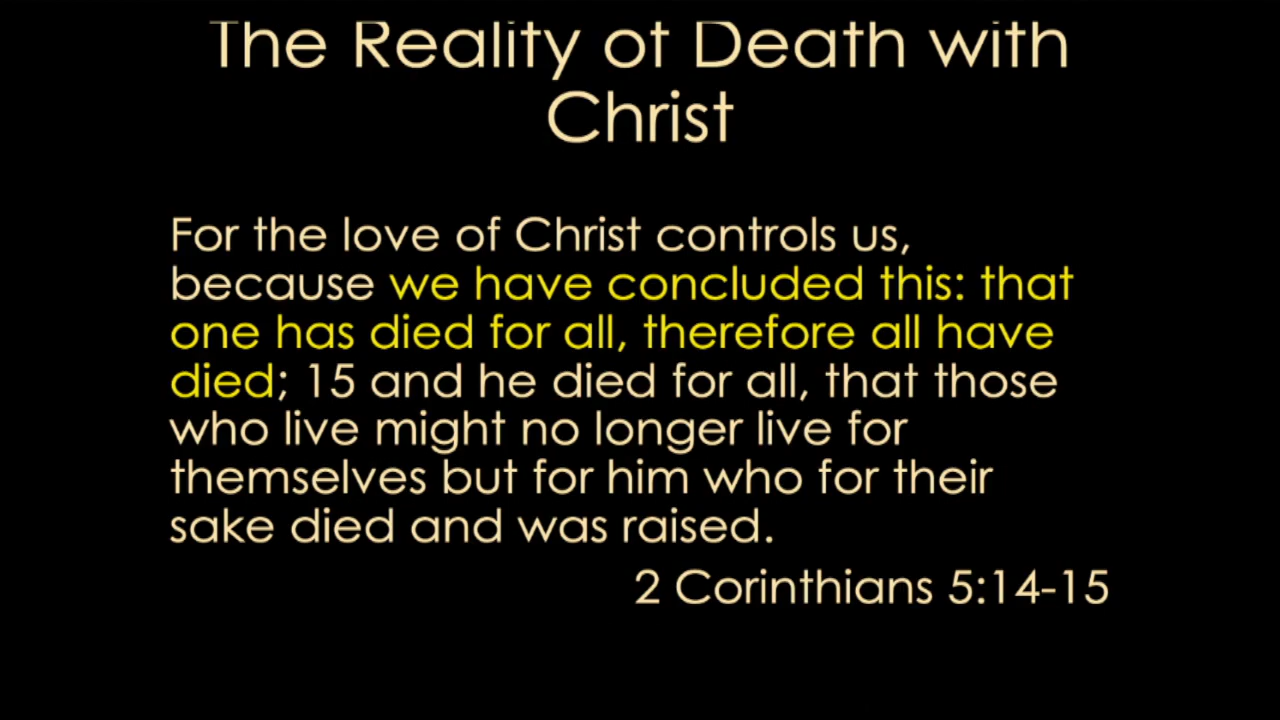 The Reality of Death with
Christ
For the love of Christ controls us,
because we have concluded this: that
one has died for all, therefore all have
died; 15 and he died for all, that those
who live might no longer live for
themselves but for him who for their
sake died and was raised.
2 Corinthians 5:14-15